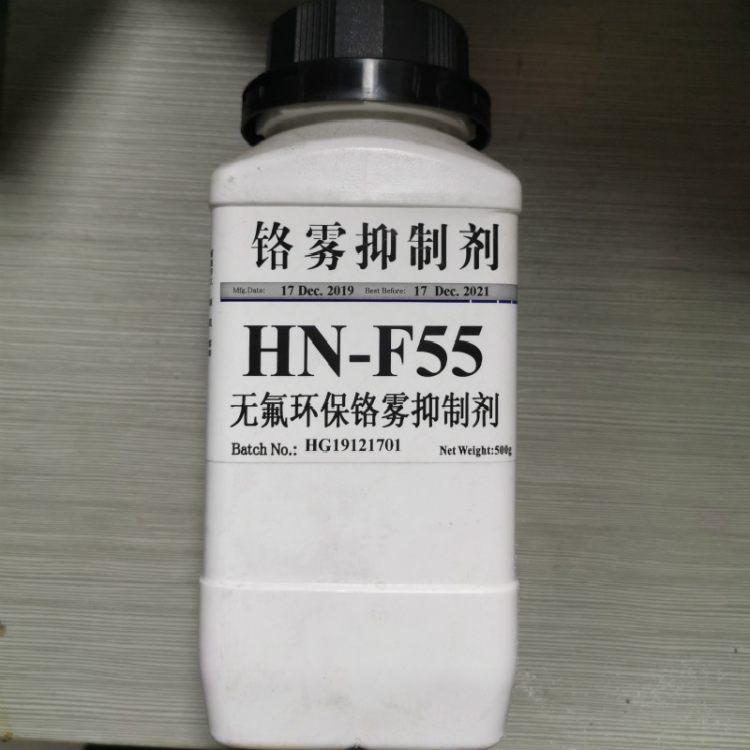 铬雾抑制剂
Mfg.Date: 17 Dec. 2019 Best Before: 17 Dec. 2021
HN-F55
无氟环保铬雾抑制剂
Batch No.: HG19121701 Net Weight:500g